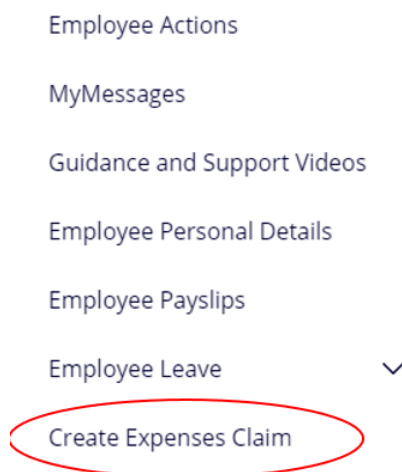 Employee Actions
MyMessages
Guidance and Support Videos
Employee Personal Details
Employee Payslips
Employee Leave
Create Expenses Claim